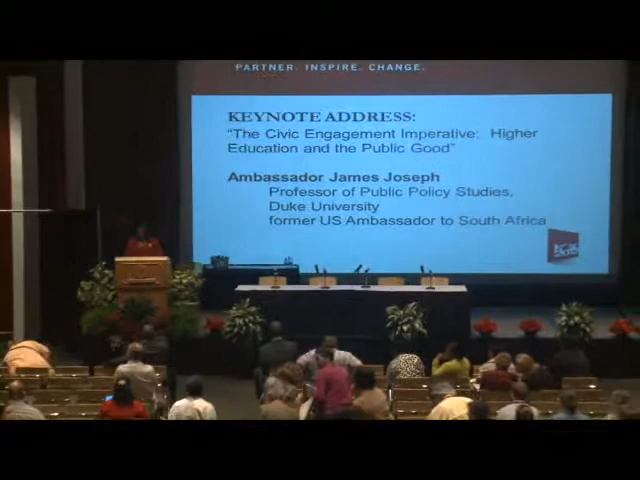 PARTNER. INSPIRE. CHANGE.
KEYNOTE ADDRESS:
"The Civic Engagement Imperative: Higher
Education and the Public Good"
Ambassador James Joseph
Professor of Public Policy Studies,
Duke University
former US Ambassador to South Africa